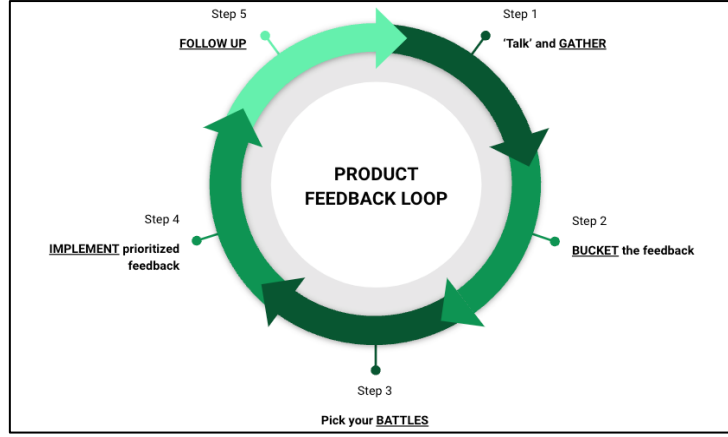 PRODUCT
FEEDBACK LOOP
Step 1
'Talk' and GATHER
Step 2
BUCKET the feedback
Step 3
Pick your BATTLES
Step 4
IMPLEMENT prioritized
feedback
Step 5
FOLLOW UP